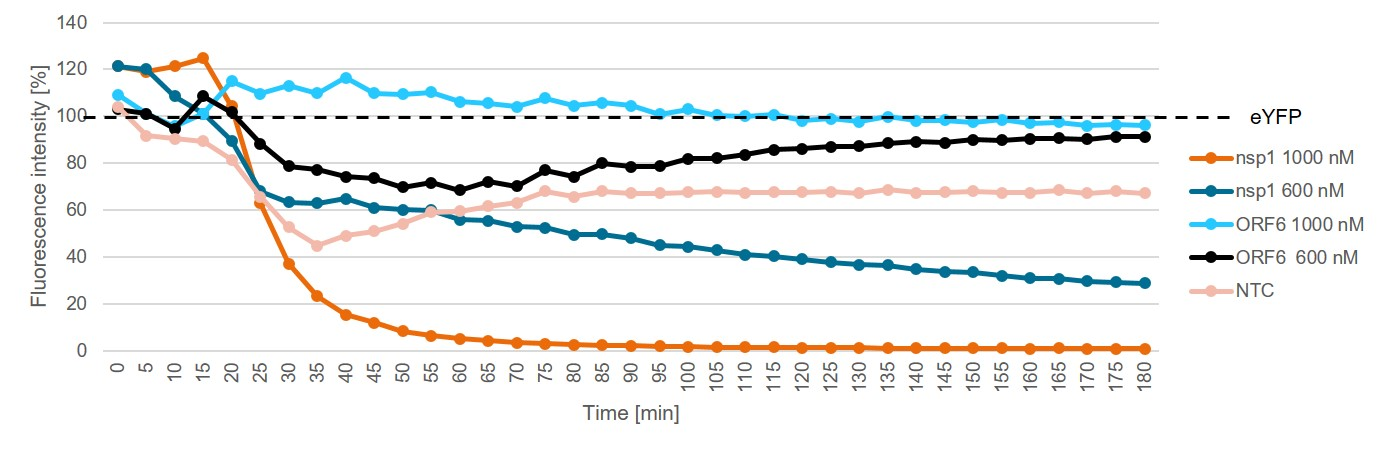 Fluorescence intensity [%]
140
120
100
80
60
40
20
0
0 5 10 15 20 25 30 35 40 45 50 55 60 65 70 75 80 85 90 95 100 105 110 115 120 125 130 135 140 145 150 155 160 165 170 175 180
Time [min]
eYFP
nsp1 1000 nM
nsp1 600 nM
ORF6 1000 nM
ORF6 600 nM
NTC